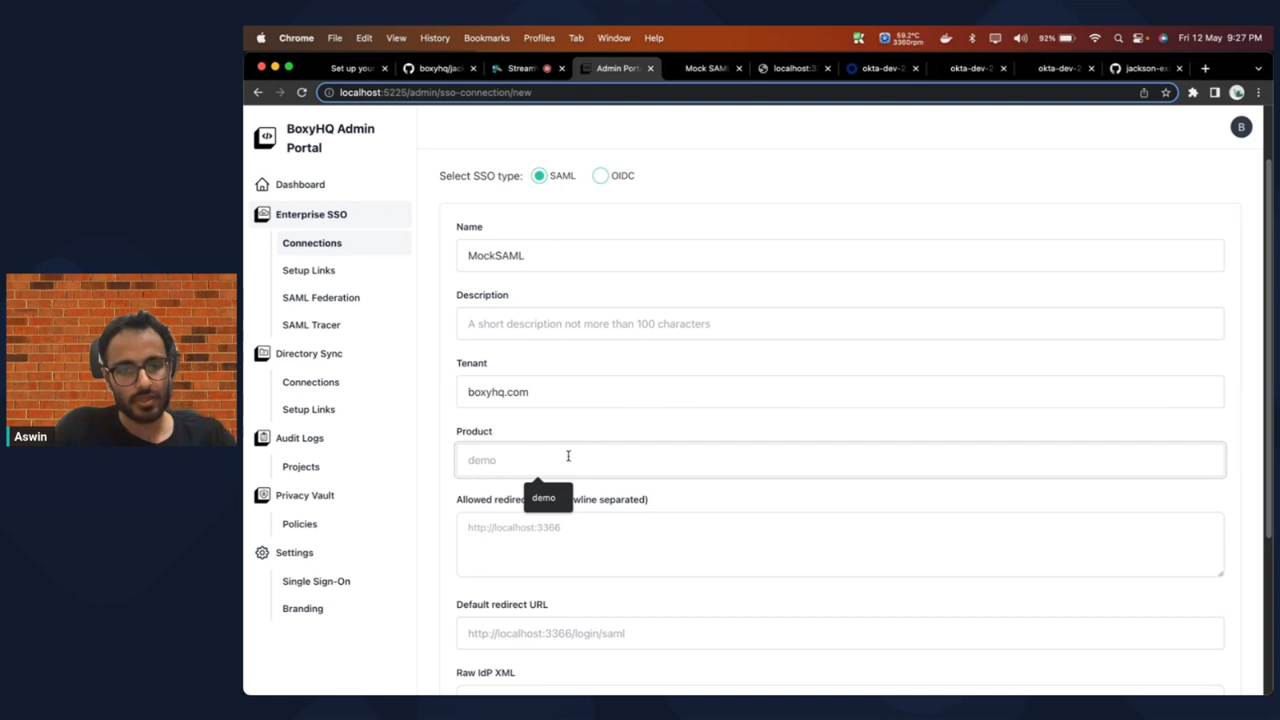 Chrome File Edit View History Bookmarks Profiles Tab Window Help
59.2°C
3360rpm
92%
Fri 12 May 9:27 PM
Set up your
boxyhq/jac
Stream
Admin Port
Mock SAM
localhost:
okta-dev-2
okta-dev-2
okta-dev-2
jackson-ex
localhost:5225/admin/sso-connection/new
BoxyHQ Admin
Portal
B
Dashboard
Enterprise SSO
Connections
Setup Links
SAML Federation
SAML Tracer
Directory Sync
Connections
Setup Links
Audit Logs
Projects
Privacy Vault
Policies
Settings
Single Sign-On
Branding
Select SSO type: SAML OIDC
Name
MockSAML
Description
A short description not more than 100 characters
Tenant
boxyhq.com
Product
demo
demo
Allowed redire wline separated)
http://localhost:3366
Default redirect URL
http://localhost:3366/login/saml
Raw IdP XML
Aswin